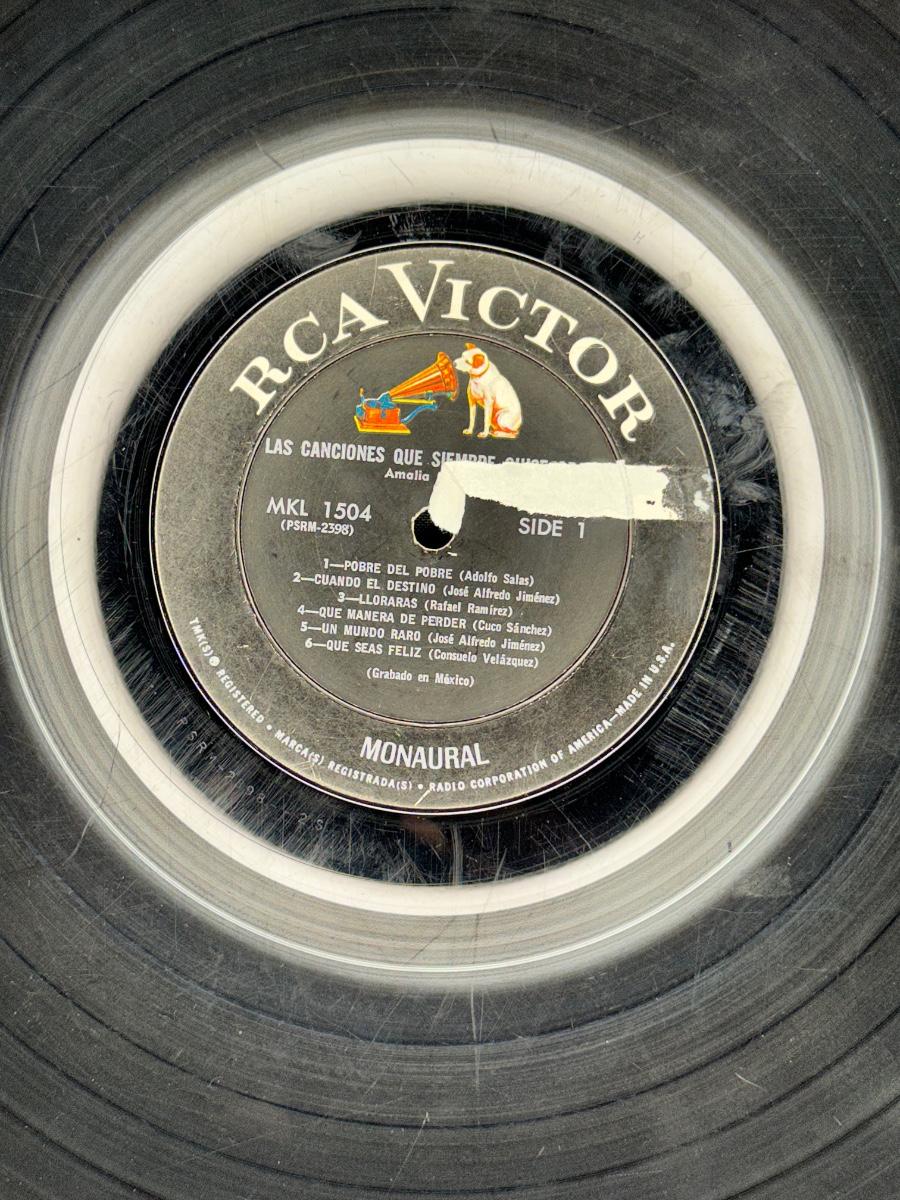 RCA VICTOR
LAS CANCIONES QUE SIEMPRE
Amalia
MKL 1504
(PSRM-2398)
SIDE 1
1—POBRE DEL POBRE (Adolfo Salas)
2—CUANDO EL DESTINO (José Alfredo Jiménez)
3—LLORARAS (Rafael Ramírez)
4—QUE MANERA DE PERDER (Cuco Sánchez)
5—UN MUNDO RARO (José Alfredo Jiménez)
6—QUE SEAS FELIZ (Consuelo Velázquez)
(Grabado en México)
MONAURAL
TMK(S) ® REGISTERED • MARCA(S) REGISTRADA(S) • RADIO CORPORATION OF AMERICA—MADE IN U.S.A.